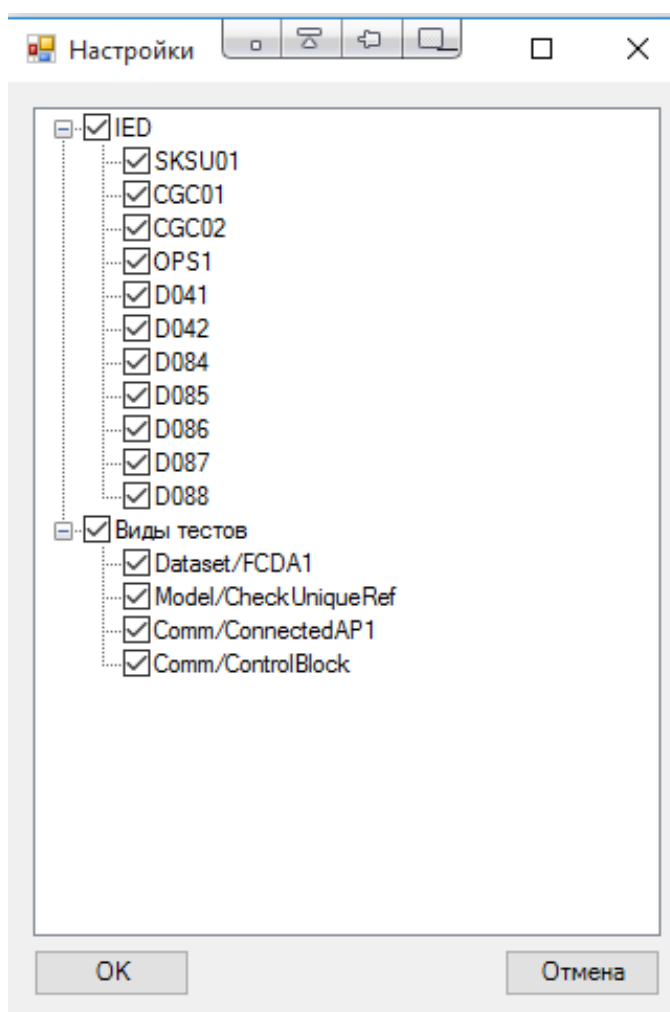 Настройки
IED
SKSU01
CGC01
CGC02
OPS1
D041
D042
D084
D085
D086
D087
D088
Виды тестов
Dataset/FCDA1
Model/CheckUniqueRef
Comm/ConnectedAP1
Comm/ControlBlock
OK
Отмена